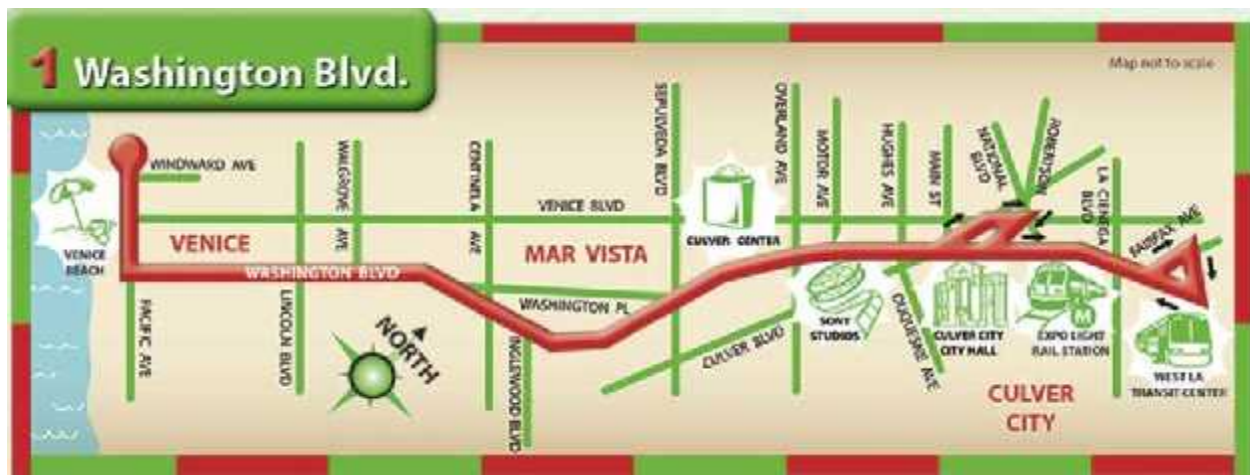 1 Washington Blvd.
Map not to scale
WINDWARD AVE
WALGROVE
AVE
CENTINELA
AVE
SEPULVEDA BLVD
OVERLAND AVE
MOTOR AVE
HUGHES AVE
MAIN ST
NATIONAL
BLVD
ROBERTSON
LA CIENEGA
BLVD
FAIRFAX AVE
VENICE BLVD
VENICE
BEACH
VENICE
MAR VISTA
CULVER CENTER
WASHINGTON BLVD
WASHINGTON PL
PACIFIC AVE
LINCOLN BLVD
NORTH
INGLEWOOD BLVD
CULVER BLVD
SONY
STUDIOS
DUQUESNE AVE
CULVER CITY
CITY HALL
EXPO LIGHT
RAIL STATION
M
WEST LA
TRANSIT CENTER
CULVER
CITY